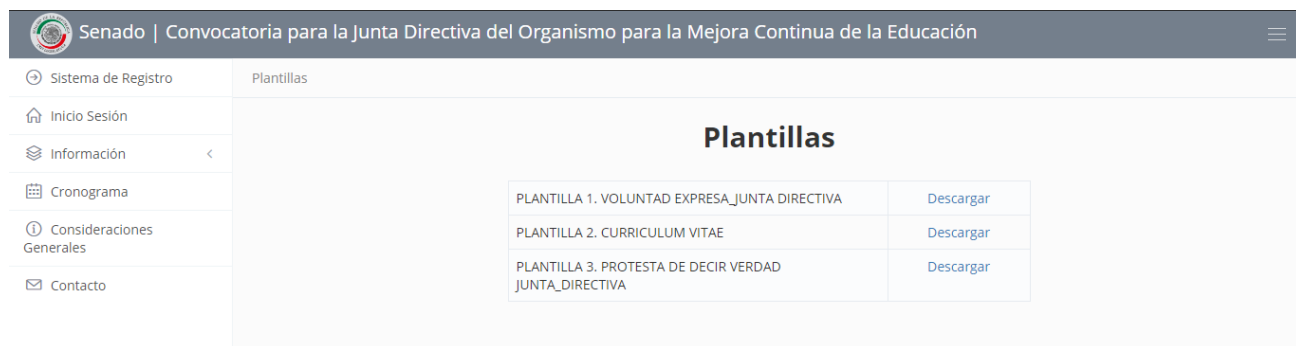 Senado | Convocatoria para la Junta Directiva del Organismo para la Mejora Continua de la Educación
Sistema de Registro
Inicio Sesión
Información
Cronograma
Consideraciones
Generales
Contacto
Plantillas
Plantillas
PLANTILLA 1. VOLUNTAD EXPRESA_JUNTA DIRECTIVA Descargar
PLANTILLA 2. CURRICULUM VITAE Descargar
PLANTILLA 3. PROTESTA DE DECIR VERDAD Descargar
JUNTA_DIRECTIVA